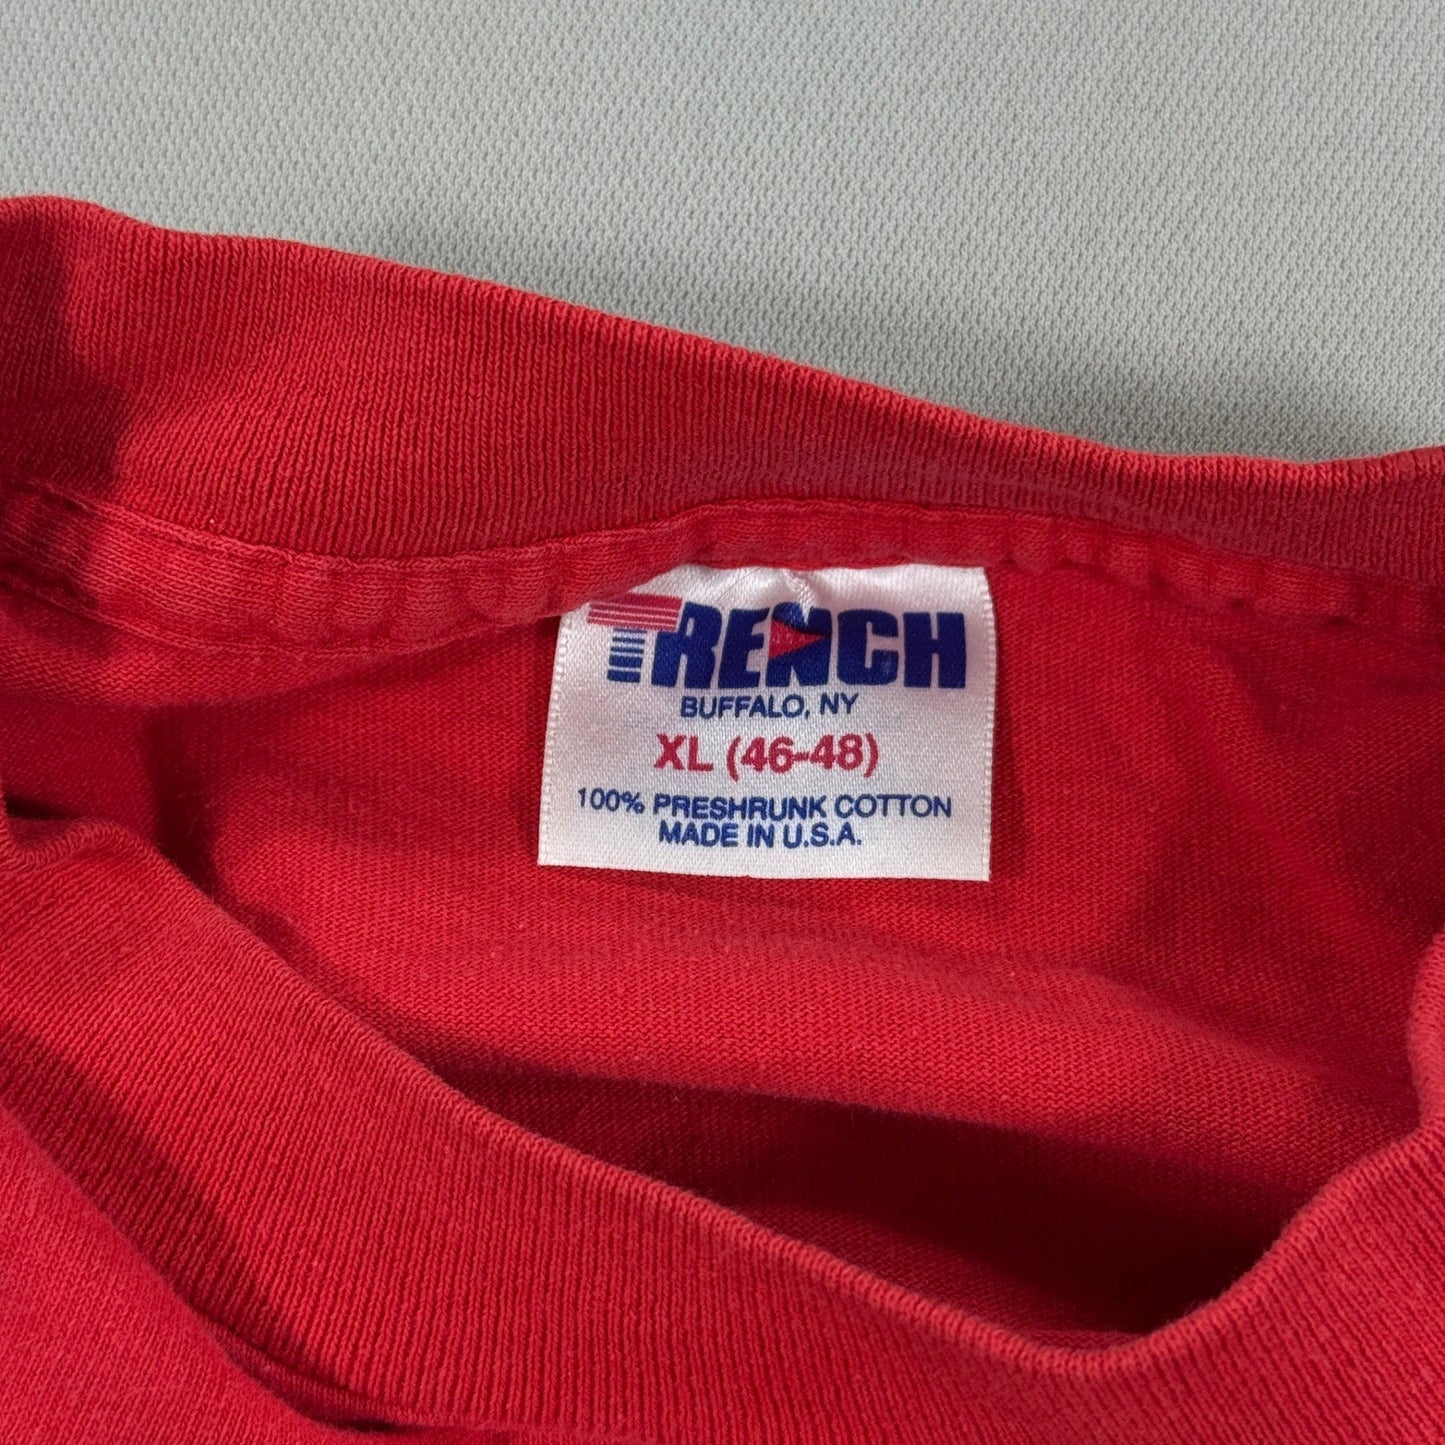 TRENCH
BUFFALO, NY
XL (46-48)
100% PRESHRUNK COTTON
MADE IN U.S.A.